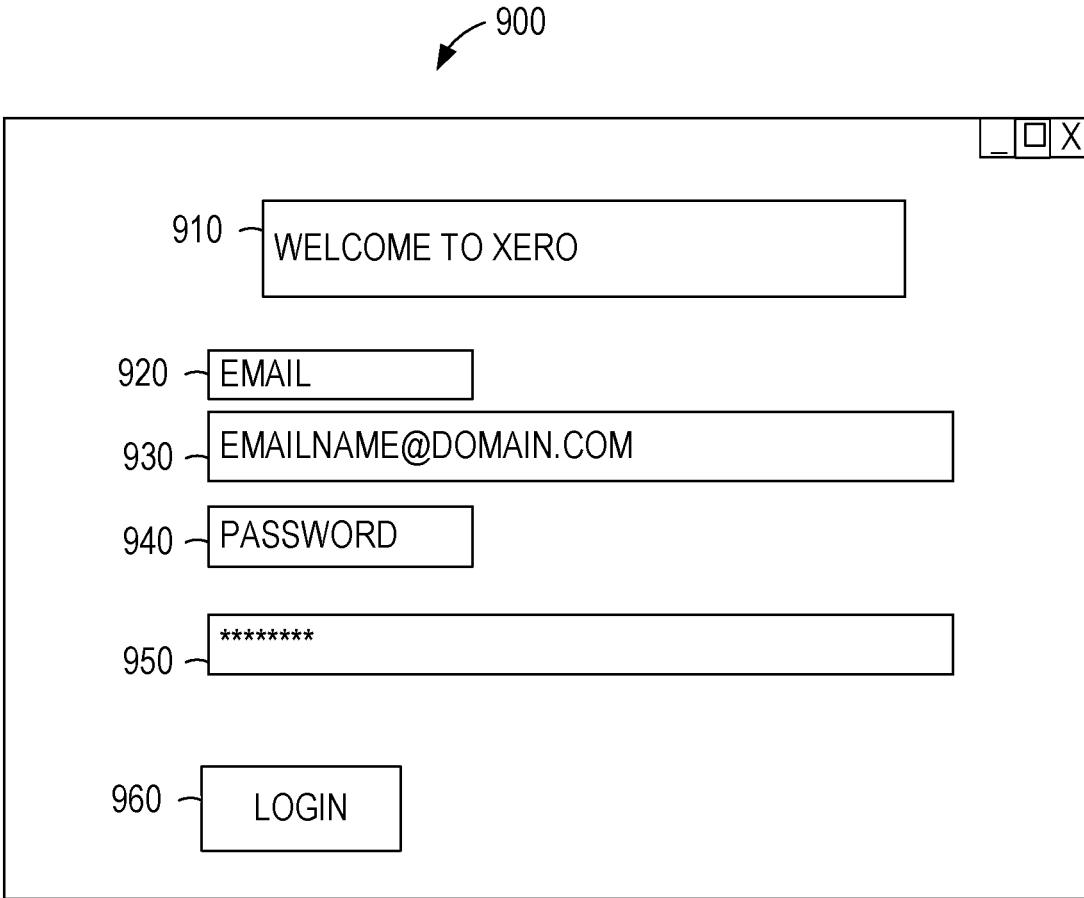 900
_ □ X
910 WELCOME TO XERO
920 EMAIL
930 EMAILNAME@DOMAIN.COM
940 PASSWORD
950 ********
960 LOGIN